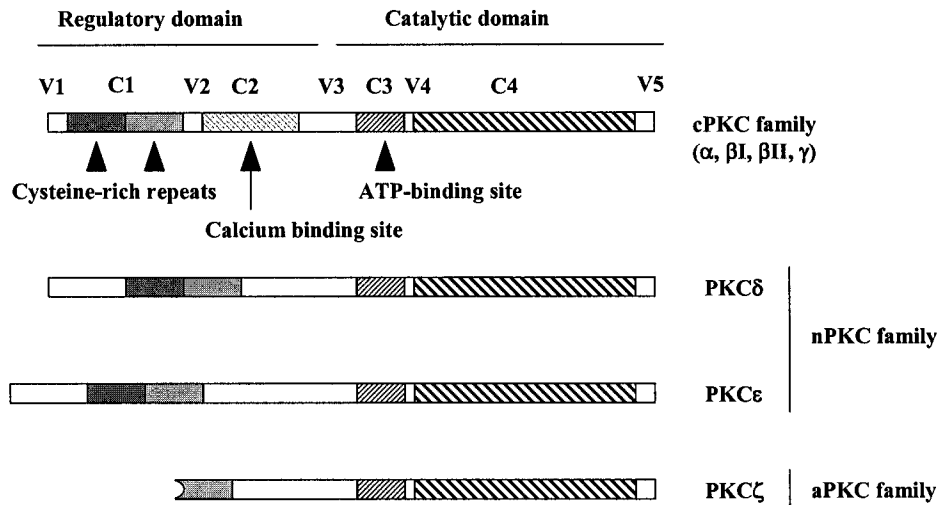 Regulatory domain Catalytic domain
V1 C1 V2 C2 V3 C3 V4 C4 V5
cPKC family
(α, βI, βII, γ)
Cysteine-rich repeats ATP-binding site
Calcium binding site
PKCδ
nPKC family
PKCε
PKCζ aPKC family